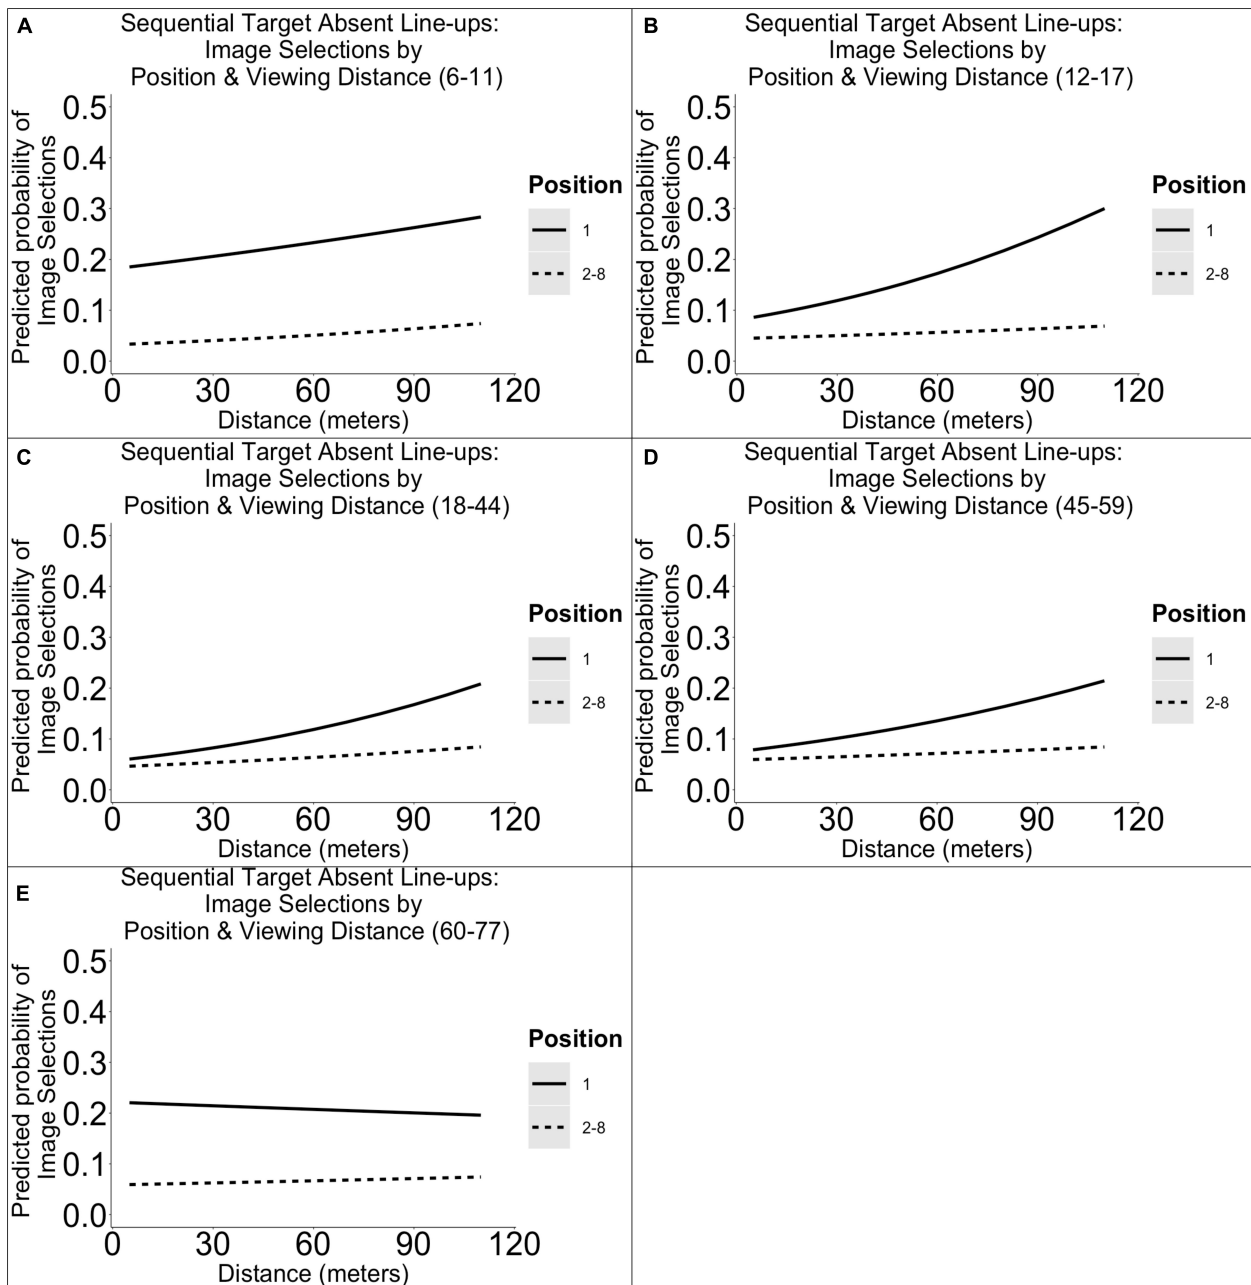 A
Sequential Target Absent Line-ups:
Image Selections by
Position & Viewing Distance (6-11)
Predicted probability of
Image Selections
0.5
0.4
0.3
0.2
0.1
0.0
0 30 60 90 120
Distance (meters)
Position
1
2-8
B
Sequential Target Absent Line-ups:
Image Selections by
Position & Viewing Distance (12-17)
Predicted probability of
Image Selections
0.5
0.4
0.3
0.2
0.1
0.0
0 30 60 90 120
Distance (meters)
Position
1
2-8
C
Sequential Target Absent Line-ups:
Image Selections by
Position & Viewing Distance (18-44)
Predicted probability of
Image Selections
0.5
0.4
0.3
0.2
0.1
0.0
0 30 60 90 120
Distance (meters)
Position
1
2-8
D
Sequential Target Absent Line-ups:
Image Selections by
Position & Viewing Distance (45-59)
Predicted probability of
Image Selections
0.5
0.4
0.3
0.2
0.1
0.0
0 30 60 90 120
Distance (meters)
Position
1
2-8
E
Sequential Target Absent Line-ups:
Image Selections by
Position & Viewing Distance (60-77)
Predicted probability of
Image Selections
0.5
0.4
0.3
0.2
0.1
0.0
0 30 60 90 120
Distance (meters)
Position
1
2-8